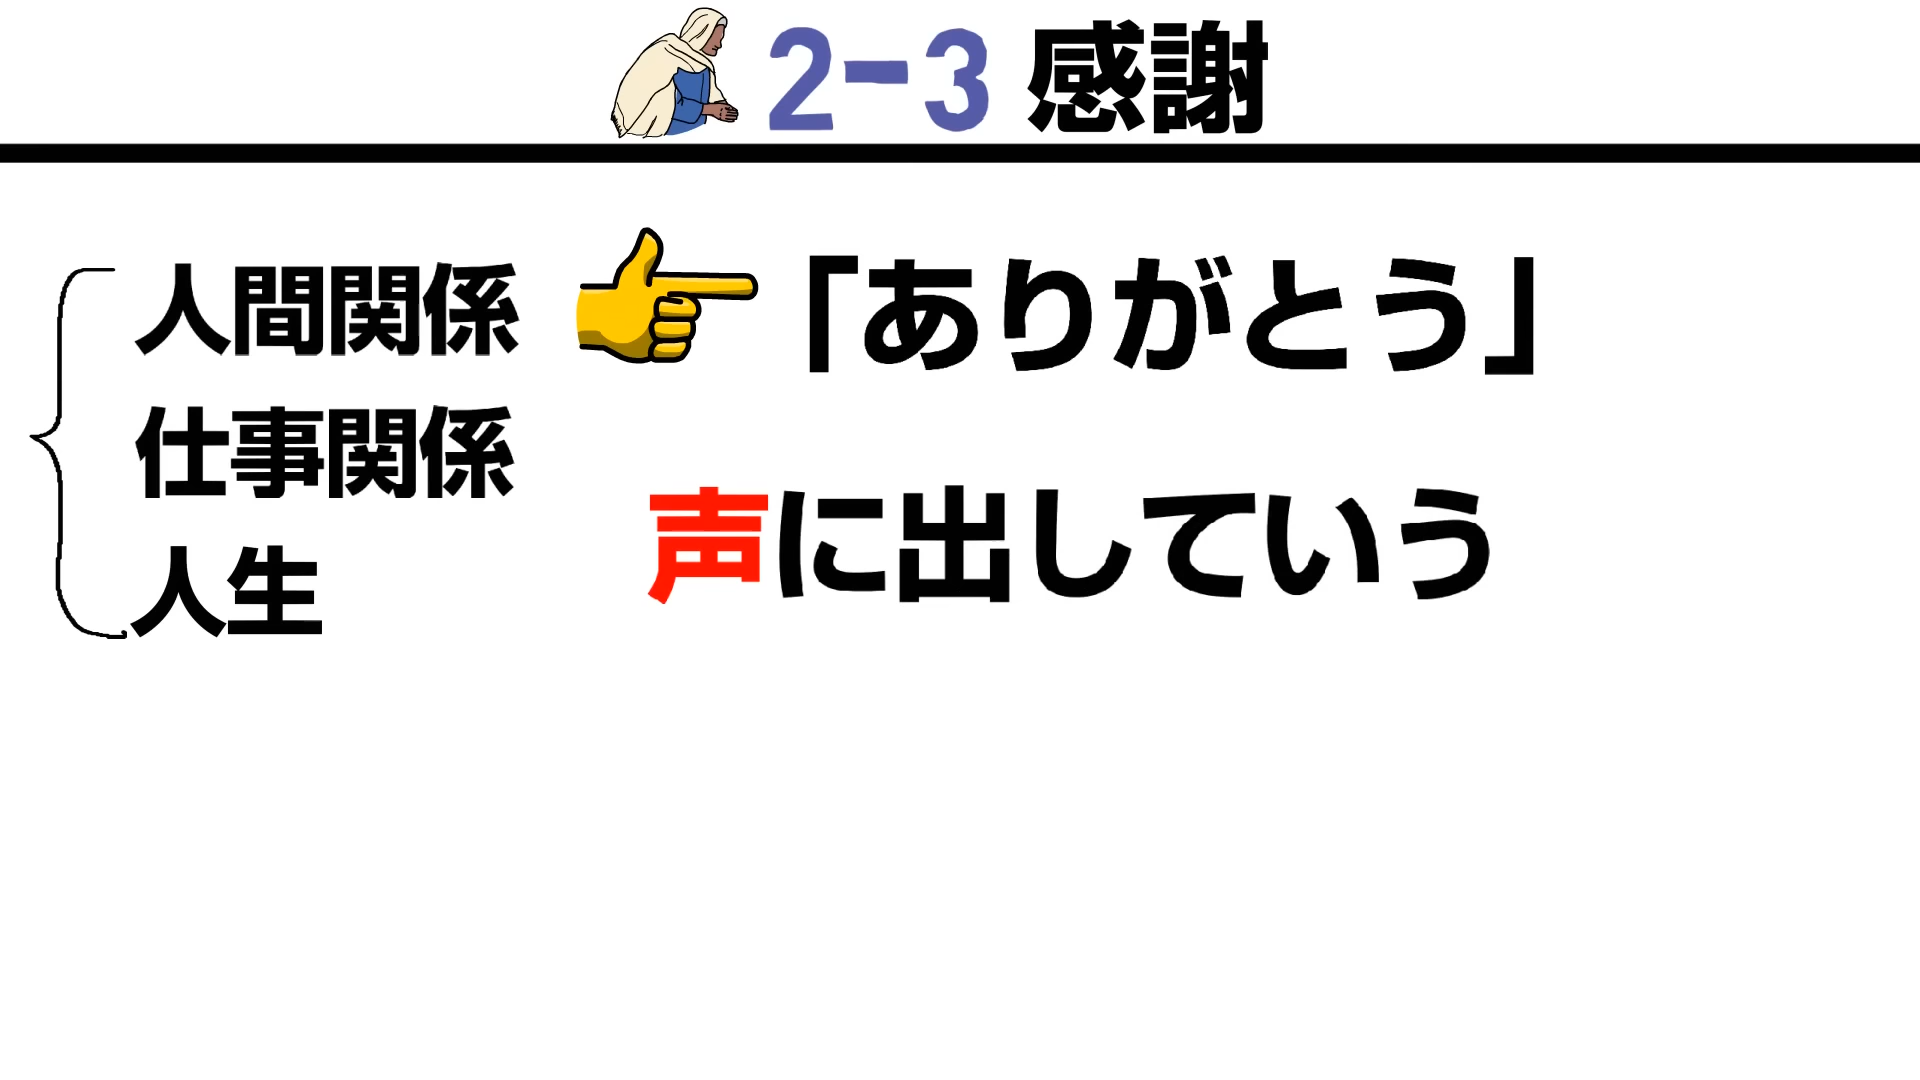 2-3 感謝
人間関係
「ありがとう」
仕事関係
声に出していう
人生